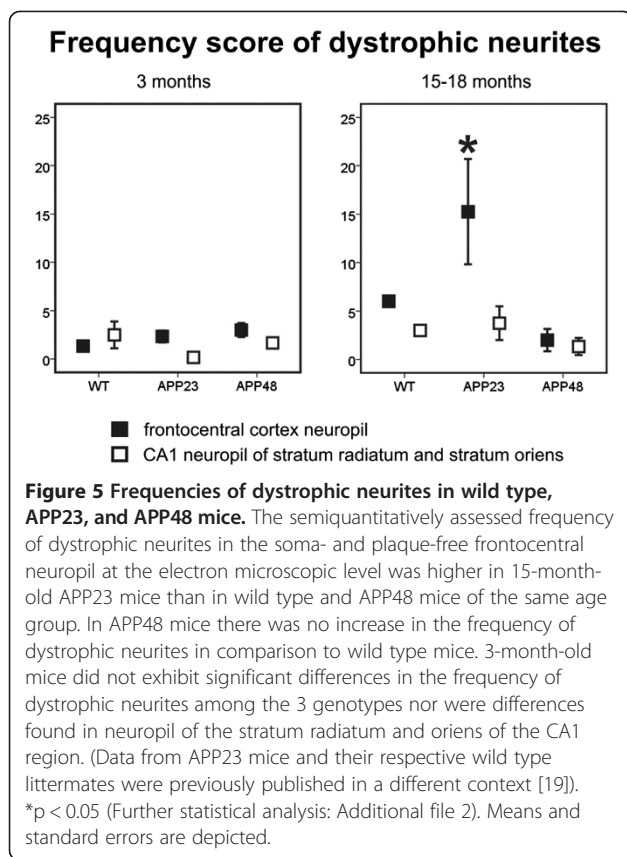 Frequency score of dystrophic neurites
3 months
15-18 months
25
20
15
10
5
0
WT
APP23
APP48
25
20
15
10
5
0
*
WT
APP23
APP48
frontocentral cortex neuropil
CA1 neuropil of stratum radiatum and stratum oriens
Figure 5 Frequencies of dystrophic neurites in wild type,
APP23, and APP48 mice. The semiquantitatively assessed frequency
of dystrophic neurites in the soma- and plaque-free frontocentral
neuropil at the electron microscopic level was higher in 15-month-
old APP23 mice than in wild type and APP48 mice of the same age
group. In APP48 mice there was no increase in the frequency of
dystrophic neurites in comparison to wild type mice. 3-month-old
mice did not exhibit significant differences in the frequency of
dystrophic neurites among the 3 genotypes nor were differences
found in neuropil of the stratum radiatum and oriens of the CA1
region. (Data from APP23 mice and their respective wild type
littermates were previously published in a different context [19]).
*p < 0.05 (Further statistical analysis: Additional file 2). Means and
standard errors are depicted.